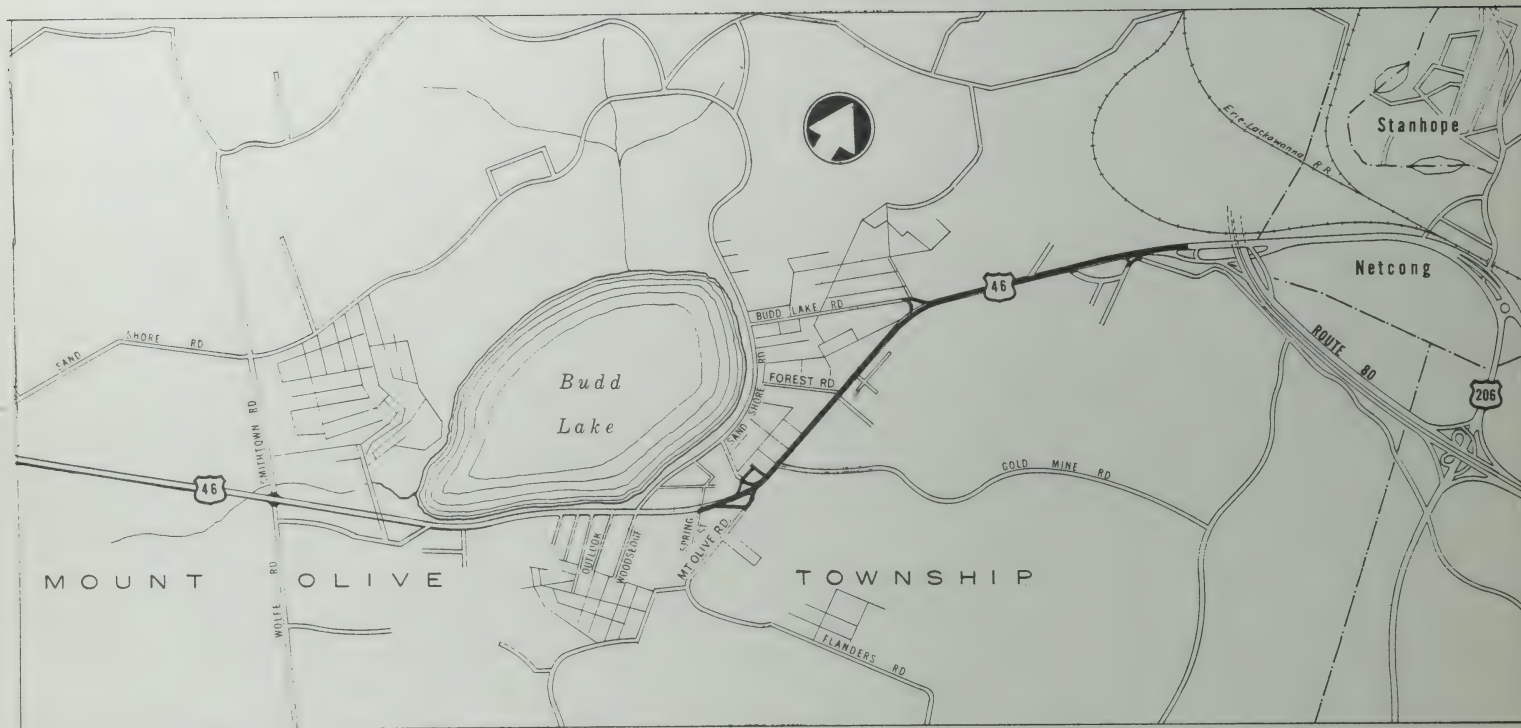 Stanhope
Erie-Lackawanna R.R.
Netcong
46
BUDD LAKE RD
ROUTE 80
SAND SHORE RD
Budd
Lake
FOREST RD
206
SAND SHORE RD
SMITHTOWN RD
GOLD MINE RD
46
SPRING ST
MT OLIVE RD
OUTLOOK
WOODSEDGE
MOUNT OLIVE TOWNSHIP
WOLFE RD
FLANDERS RD